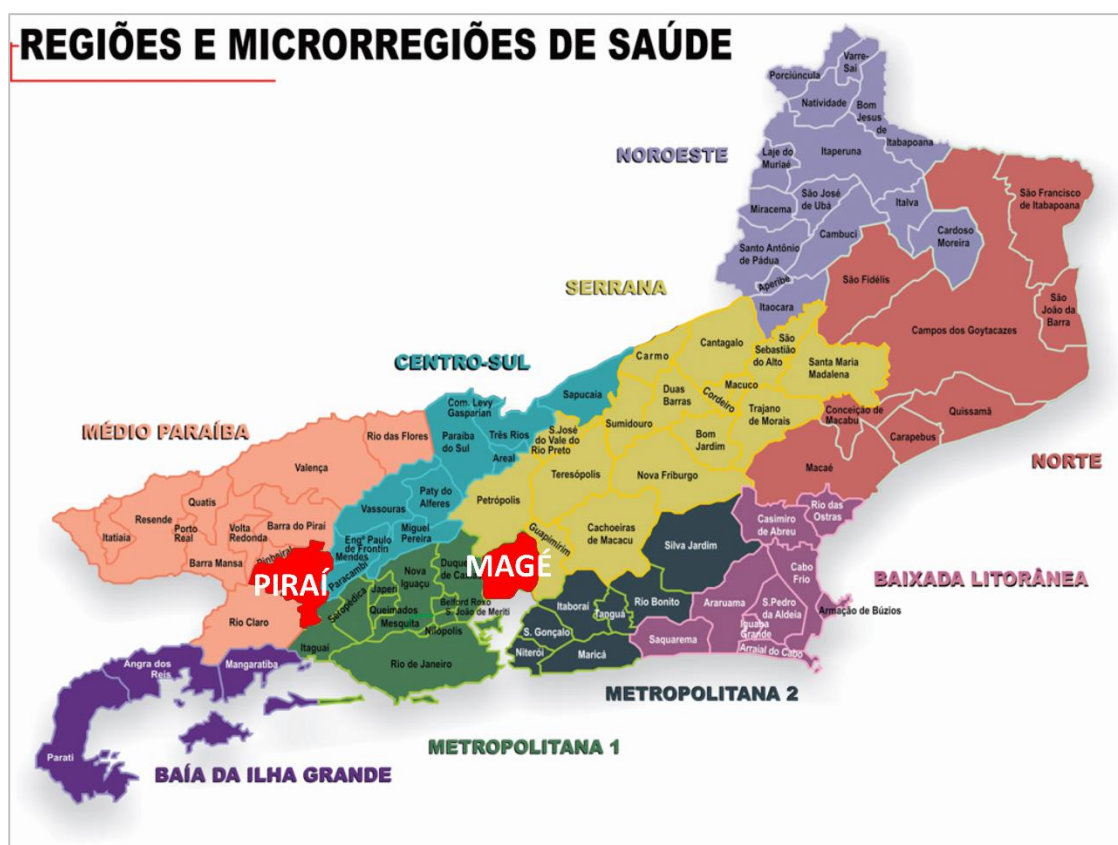 REGIÕES E MICRORREGIÕES DE SAÚDE
Varre-
Sai
Porciúncula
Natividade
Bom
Jesus
de
Itabapoana
NOROESTE
Laje do
Muriaé
Itaperuna
São Francisco
de Itabapoana
São José
de Ubá
Italva
Miracema
Cambuci
Cardoso
Moreira
Santo Antônio
de Pádua
SERRANA
Aperibé
São Fidélis
São
João da
Barra
Itaocara
Campos dos Goytacazes
CENTRO-SUL
Carmo
Cantagalo
São
Sebastião
do Alto
Santa Maria
Madalena
Sapucaia
Duas
Barras
Macuco
Cordeiro
Com. Levy
Gasparian
Sumidouro
Trajano
de Morais
Conceição de
Macabu
Quissamã
MÉDIO PARAÍBA
Rio das Flores
Paraíba
do Sul
Três Rios
S.José
do Vale do
Rio Preto
Bom
Jardim
Carapebus
Areal
NORTE
Valença
Teresópolis
Nova Friburgo
Macaé
Quatis
Paty do
Alferes
Petrópolis
Vassouras
Rio das
Ostras
Resende
Porto
Real
Volta
Redonda
Barra do Piraí
Miguel
Pereira
Guapimirim
Cachoeiras
de Macacu
Casimiro
de Abreu
Itatiaia
Engº Paulo
de Frontin
Silva Jardim
Barra Mansa
Pinheiral
Mendes
Nova
Iguaçu
Duque
de Caxias
MAGÉ
Cabo
Frio
PIRAÍ
Paracambi
Japeri
BAIXADA LITORÂNEA
Seropédica
Queimados
Belford Roxo
S. João de Meriti
Itaboraí
Tanguá
Rio Bonito
Araruama
S.Pedro
da Aldeia
Armação de Búzios
Rio Claro
Mesquita
Nilópolis
S. Gonçalo
Iguaba
Grande
Itaguaí
Saquarema
Arraial do Cabo
Angra dos
Reis
Mangaratiba
Rio de Janeiro
Niterói
Maricá
METROPOLITANA 2
METROPOLITANA 1
Parati
BAÍA DA ILHA GRANDE